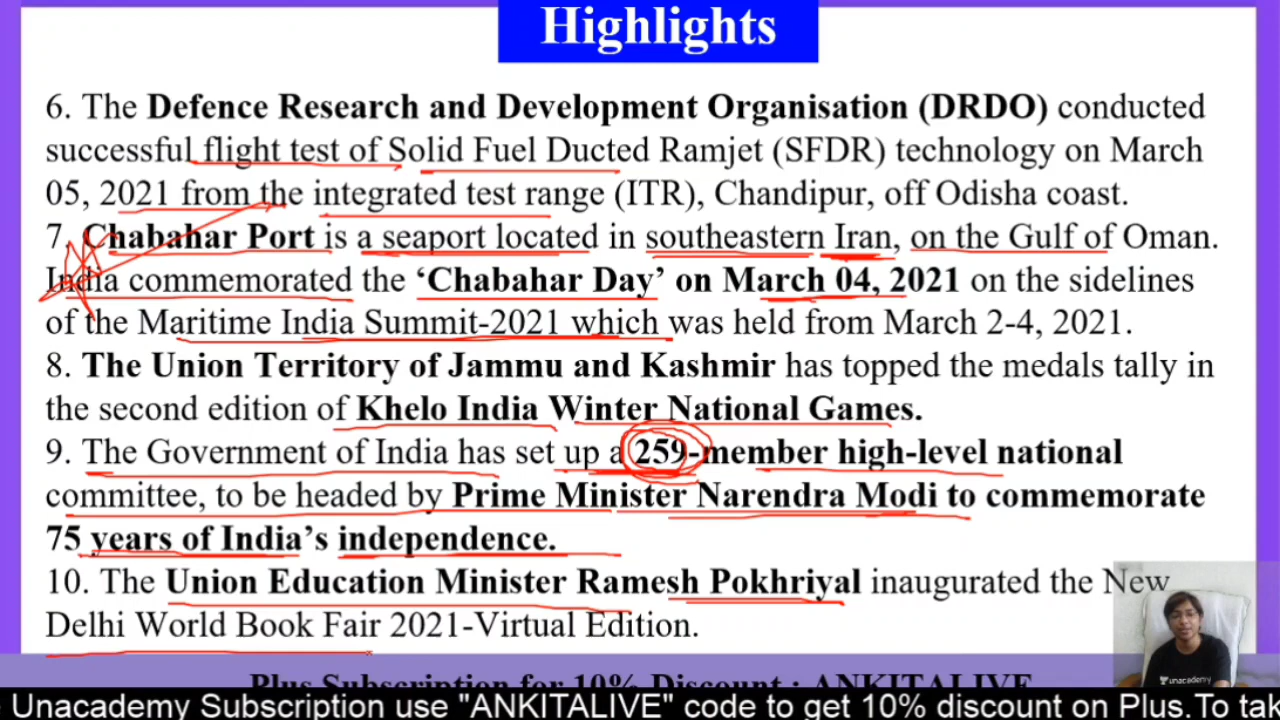 Highlights
6. The Defence Research and Development Organisation (DRDO) conducted
successful flight test of Solid Fuel Ducted Ramjet (SFDR) technology on March
05, 2021 from the integrated test range (ITR), Chandipur, off Odisha coast.
7. Chabahar Port is a seaport located in southeastern Iran, on the Gulf of Oman.
India commemorated the ‘Chabahar Day’ on March 04, 2021 on the sidelines
of the Maritime India Summit-2021 which was held from March 2-4, 2021.
8. The Union Territory of Jammu and Kashmir has topped the medals tally in
the second edition of Khelo India Winter National Games.
9. The Government of India has set up a 259-member high-level national
committee, to be headed by Prime Minister Narendra Modi to commemorate
75 years of India’s independence.
10. The Union Education Minister Ramesh Pokhriyal inaugurated the New
Delhi World Book Fair 2021-Virtual Edition.
unacademy
Plus Subscription for 10% Discount : ANKITALIVE
Unacademy Subscription use "ANKITALIVE" code to get 10% discount on Plus.To tak